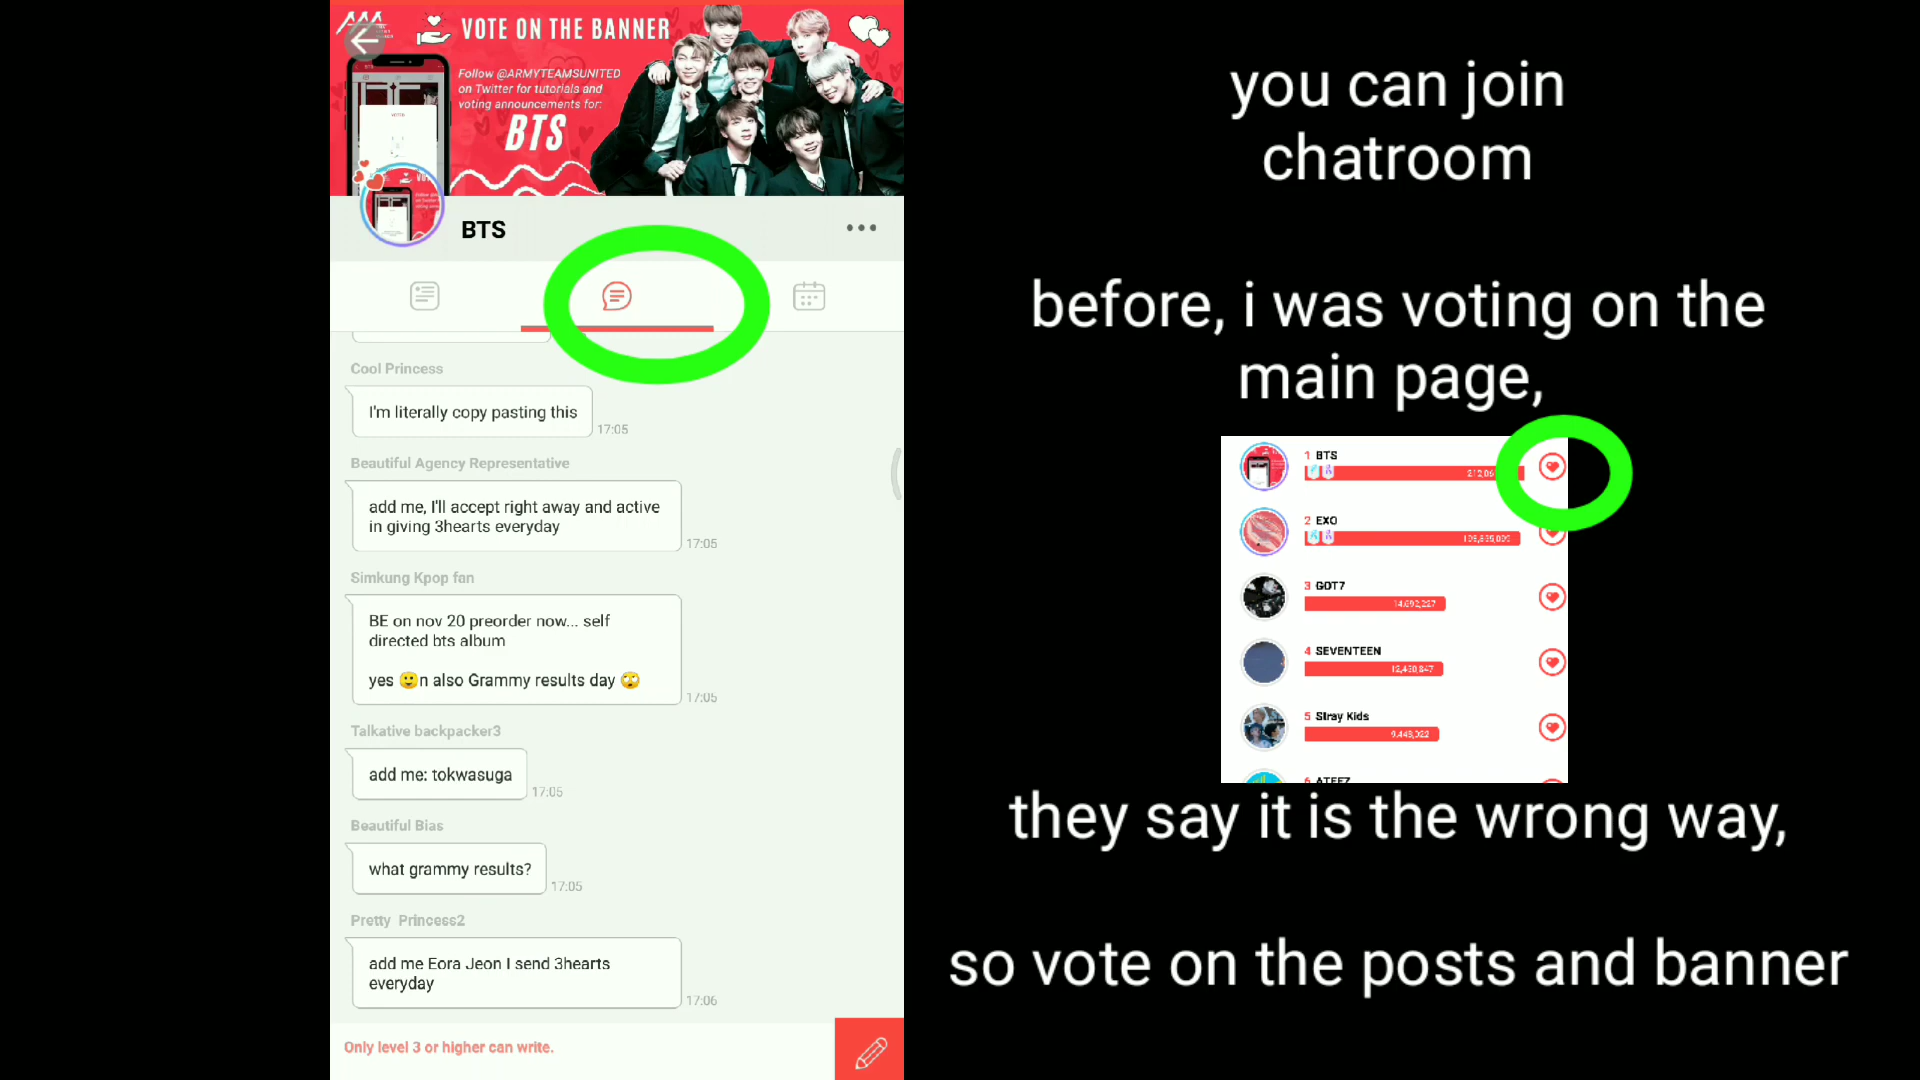 VOTE ON THE BANNER
Follow @ARMYTEAMSUNITED
on Twitter for tutorials and
voting announcements for:
BTS
BTS
Cool Princess
I'm literally copy pasting this
17:05
Beautiful Agency Representative
add me, I'll accept right away and active
in giving 3hearts everyday
17:05
Simkung Kpop fan
BE on nov 20 preorder now... self
directed bts album
yes 🙂n also Grammy results day 🙄
17:05
Talkative backpacker3
add me: tokwasuga
17:05
Beautiful Bias
what grammy results?
17:05
Pretty Princess2
add me Eora Jeon I send 3hearts
everyday
17:06
Only level 3 or higher can write.
you can join
chatroom
before, i was voting on the
main page,
1 BTS
2 EXO
3 GOT7
4 SEVENTEEN
5 Stray Kids
6 ATEEZ
they say it is the wrong way,
so vote on the posts and banner